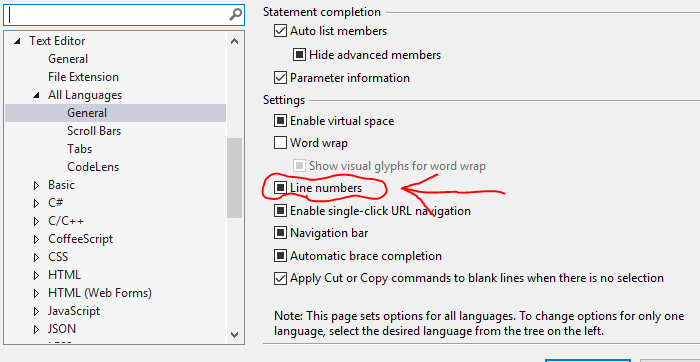 Text Editor
General
File Extension
All Languages
General
Scroll Bars
Tabs
CodeLens
Basic
C#
C/C++
CoffeeScript
CSS
HTML
HTML (Web Forms)
JavaScript
JSON
Statement completion
Auto list members
Hide advanced members
Parameter information
Settings
Enable virtual space
Word wrap
Show visual glyphs for word wrap
Line numbers
Enable single-click URL navigation
Navigation bar
Automatic brace completion
Apply Cut or Copy commands to blank lines when there is no selection
Note: This page sets options for all languages. To change options for only one
language, select the desired language from the tree on the left.